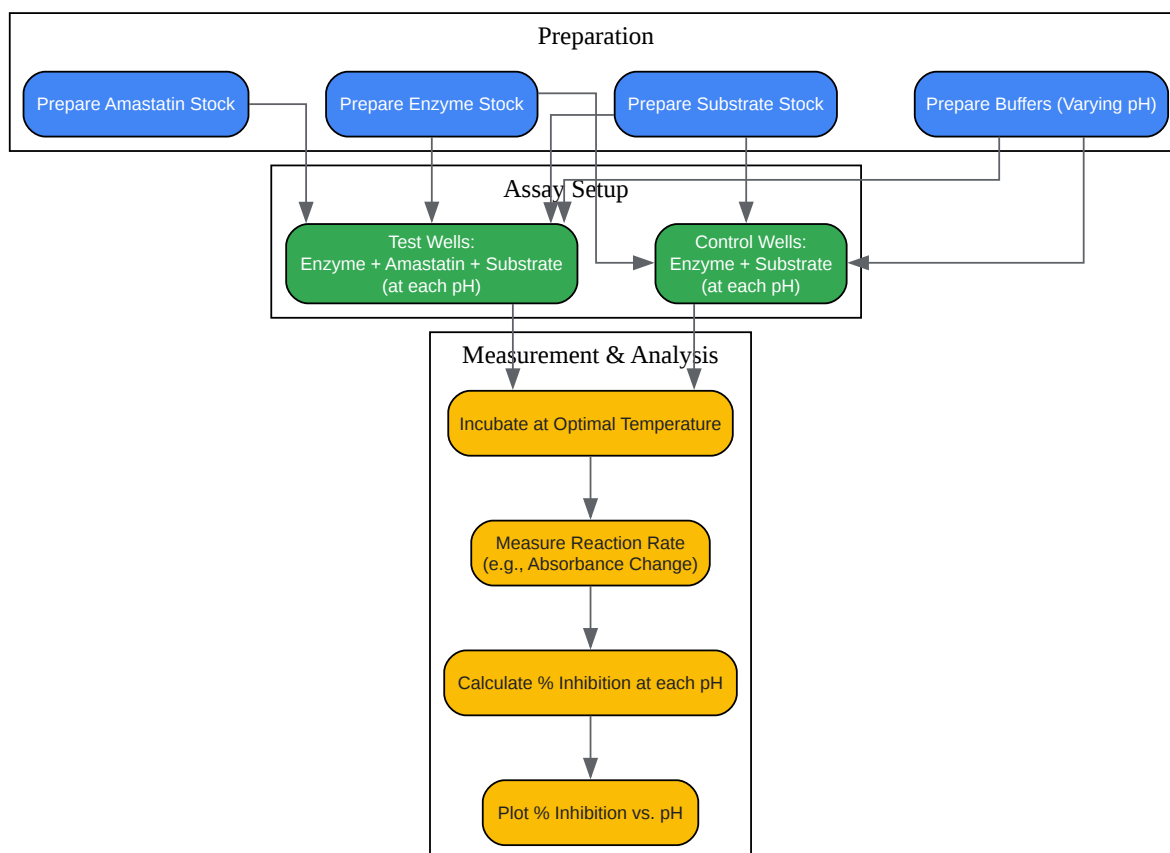 Preparation
Prepare Amastatin Stock
Prepare Enzyme Stock
Prepare Substrate Stock
Prepare Buffers (Varying pH)
Assay Setup
Test Wells:
Enzyme + Amastatin + Substrate
(at each pH)
Control Wells:
Enzyme + Substrate
(at each pH)
Measurement & Analysis
Incubate at Optimal Temperature
Measure Reaction Rate
(e.g., Absorbance Change)
Calculate % Inhibition at each pH
Plot % Inhibition vs. pH